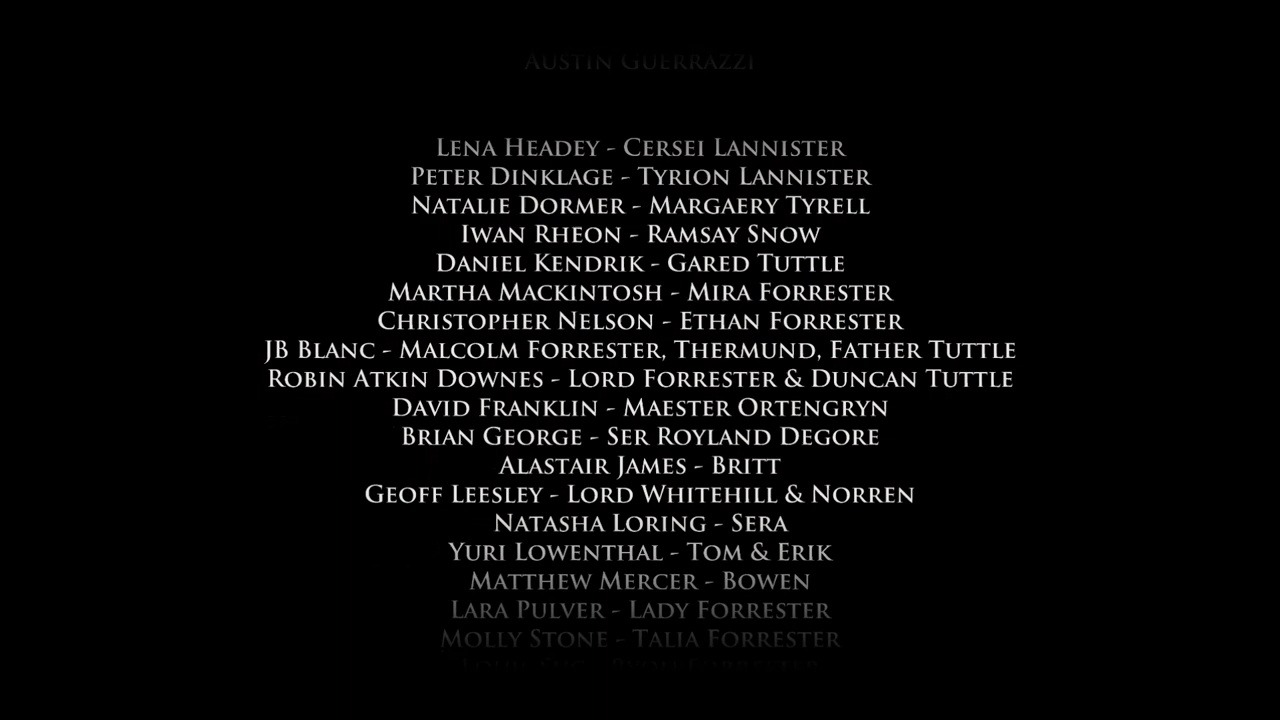 Austin Guerrazzi
Lena Headey - Cersei Lannister
Peter Dinklage - Tyrion Lannister
Natalie Dormer - Margaery Tyrell
Iwan Rheon - Ramsay Snow
Daniel Kendrik - Gared Tuttle
Martha Mackintosh - Mira Forrester
Christopher Nelson - Ethan Forrester
JB Blanc - Malcolm Forrester, Thermund, Father Tuttle
Robin Atkin Downes - Lord Forrester & Duncan Tuttle
David Franklin - Maester Ortengryn
Brian George - Ser Royland Degore
Alastair James - Britt
Geoff Leesley - Lord Whitehill & Norren
Natasha Loring - Sera
Yuri Lowenthal - Tom & Erik
Matthew Mercer - Bowen
Lara Pulver - Lady Forrester
Molly Stone - Talia Forrester